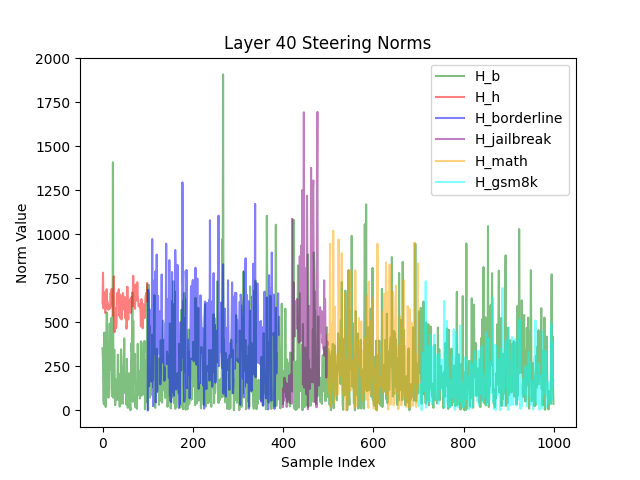 Layer 40 Steering Norms
Norm Value
2000
1750
1500
1250
1000
750
500
250
0
0
200
400
600
800
1000
Sample Index
H_b
H_h
H_borderline
H_jailbreak
H_math
H_gsm8k